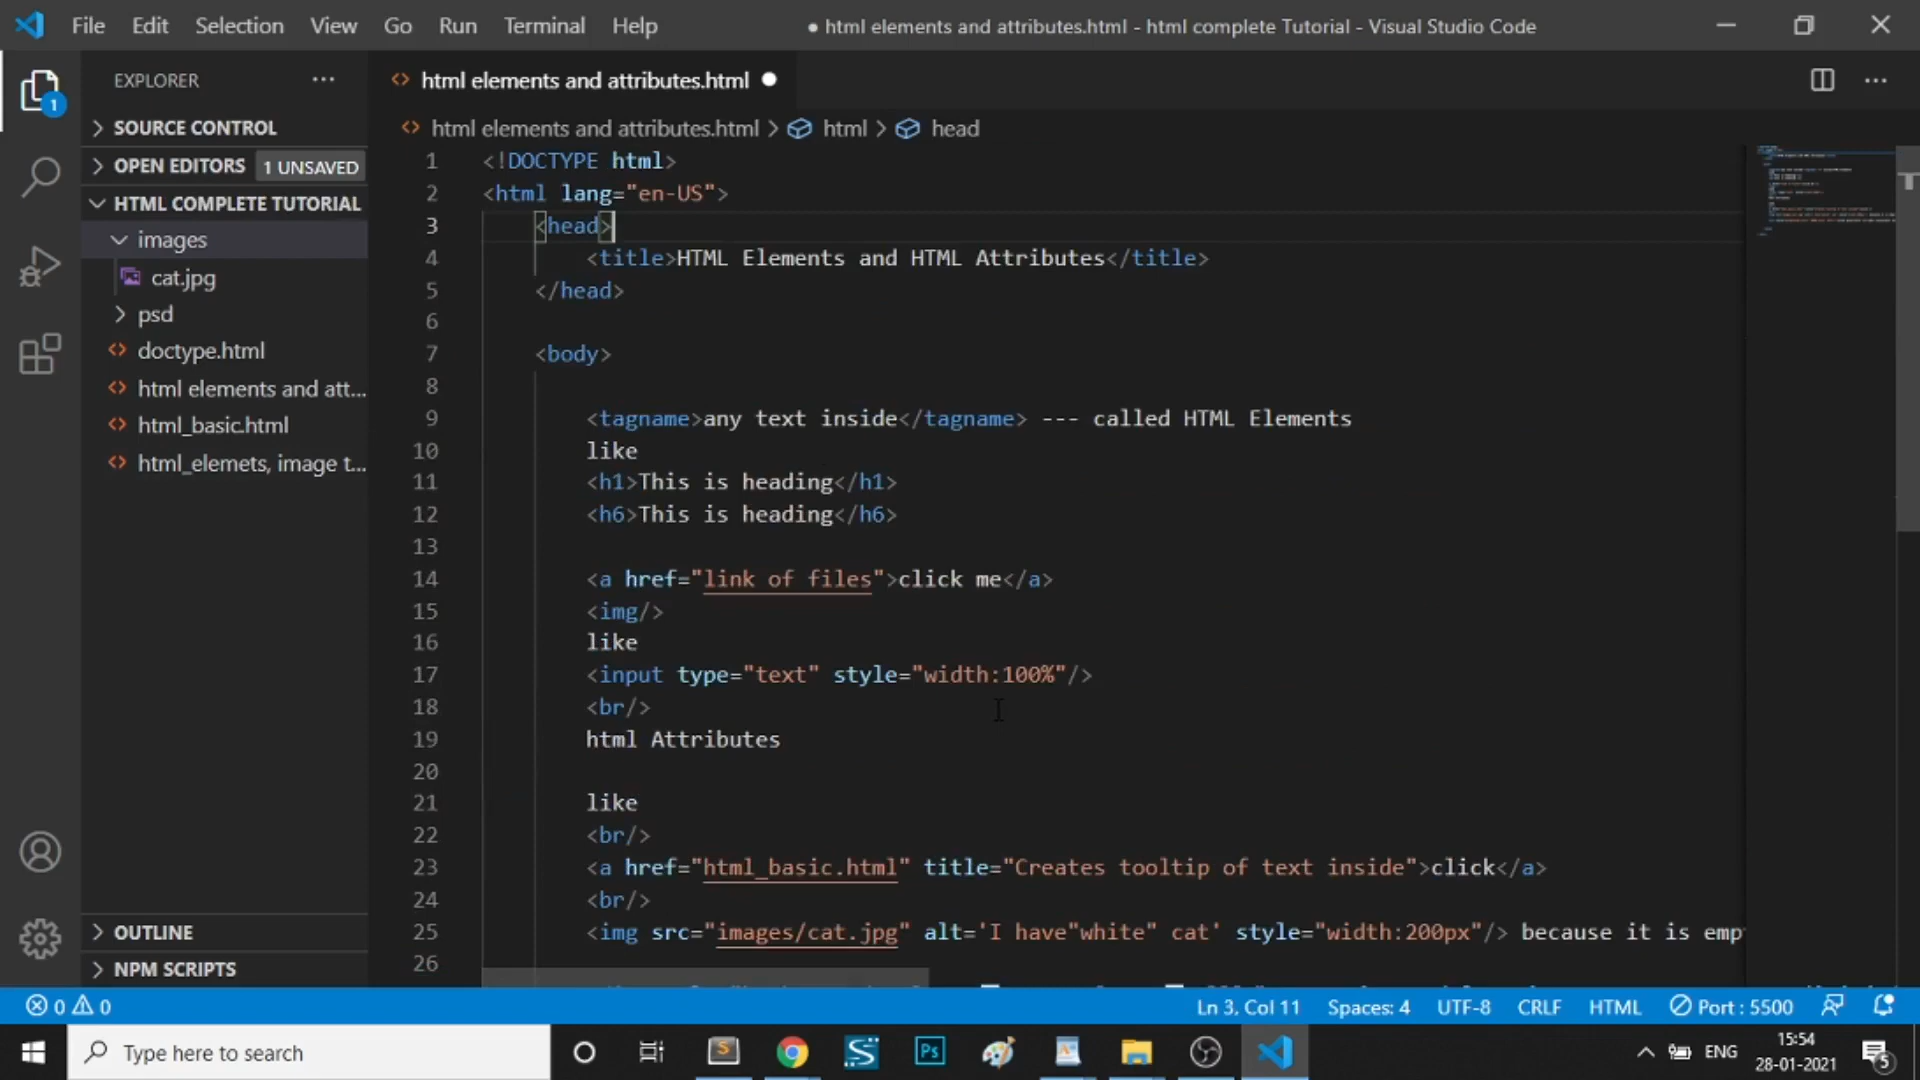 File Edit Selection View Go Run Terminal Help
● html elements and attributes.html - html complete Tutorial - Visual Studio Code
1
EXPLORER
SOURCE CONTROL
OPEN EDITORS 1 UNSAVED
HTML COMPLETE TUTORIAL
images
cat.jpg
psd
doctype.html
html elements and att...
html_basic.html
html_elemets, image t...
OUTLINE
NPM SCRIPTS
html elements and attributes.html
html elements and attributes.html > html > head
1 <!DOCTYPE html>
2 <html lang="en-US">
3 <head>
4 <title>HTML Elements and HTML Attributes</title>
5 </head>
6
7 <body>
8
9 <tagname>any text inside</tagname> --- called HTML Elements
10 like
11 <h1>This is heading</h1>
12 <h6>This is heading</h6>
13
14 <a href="link of files">click me</a>
15 <img/>
16 like
17 <input type="text" style="width:100%"/>
18 <br/>
19 html Attributes
20
21 like
22 <br/>
23 <a href="html_basic.html" title="Creates tooltip of text inside">click</a>
24 <br/>
25 <img src="images/cat.jpg" alt='I have"white" cat' style="width:200px"/> because it is emp
26
0 0
Ln 3, Col 11 Spaces: 4 UTF-8 CRLF HTML Port : 5500
Type here to search
S
S
Ps
ENG
15:54
28-01-2021
5